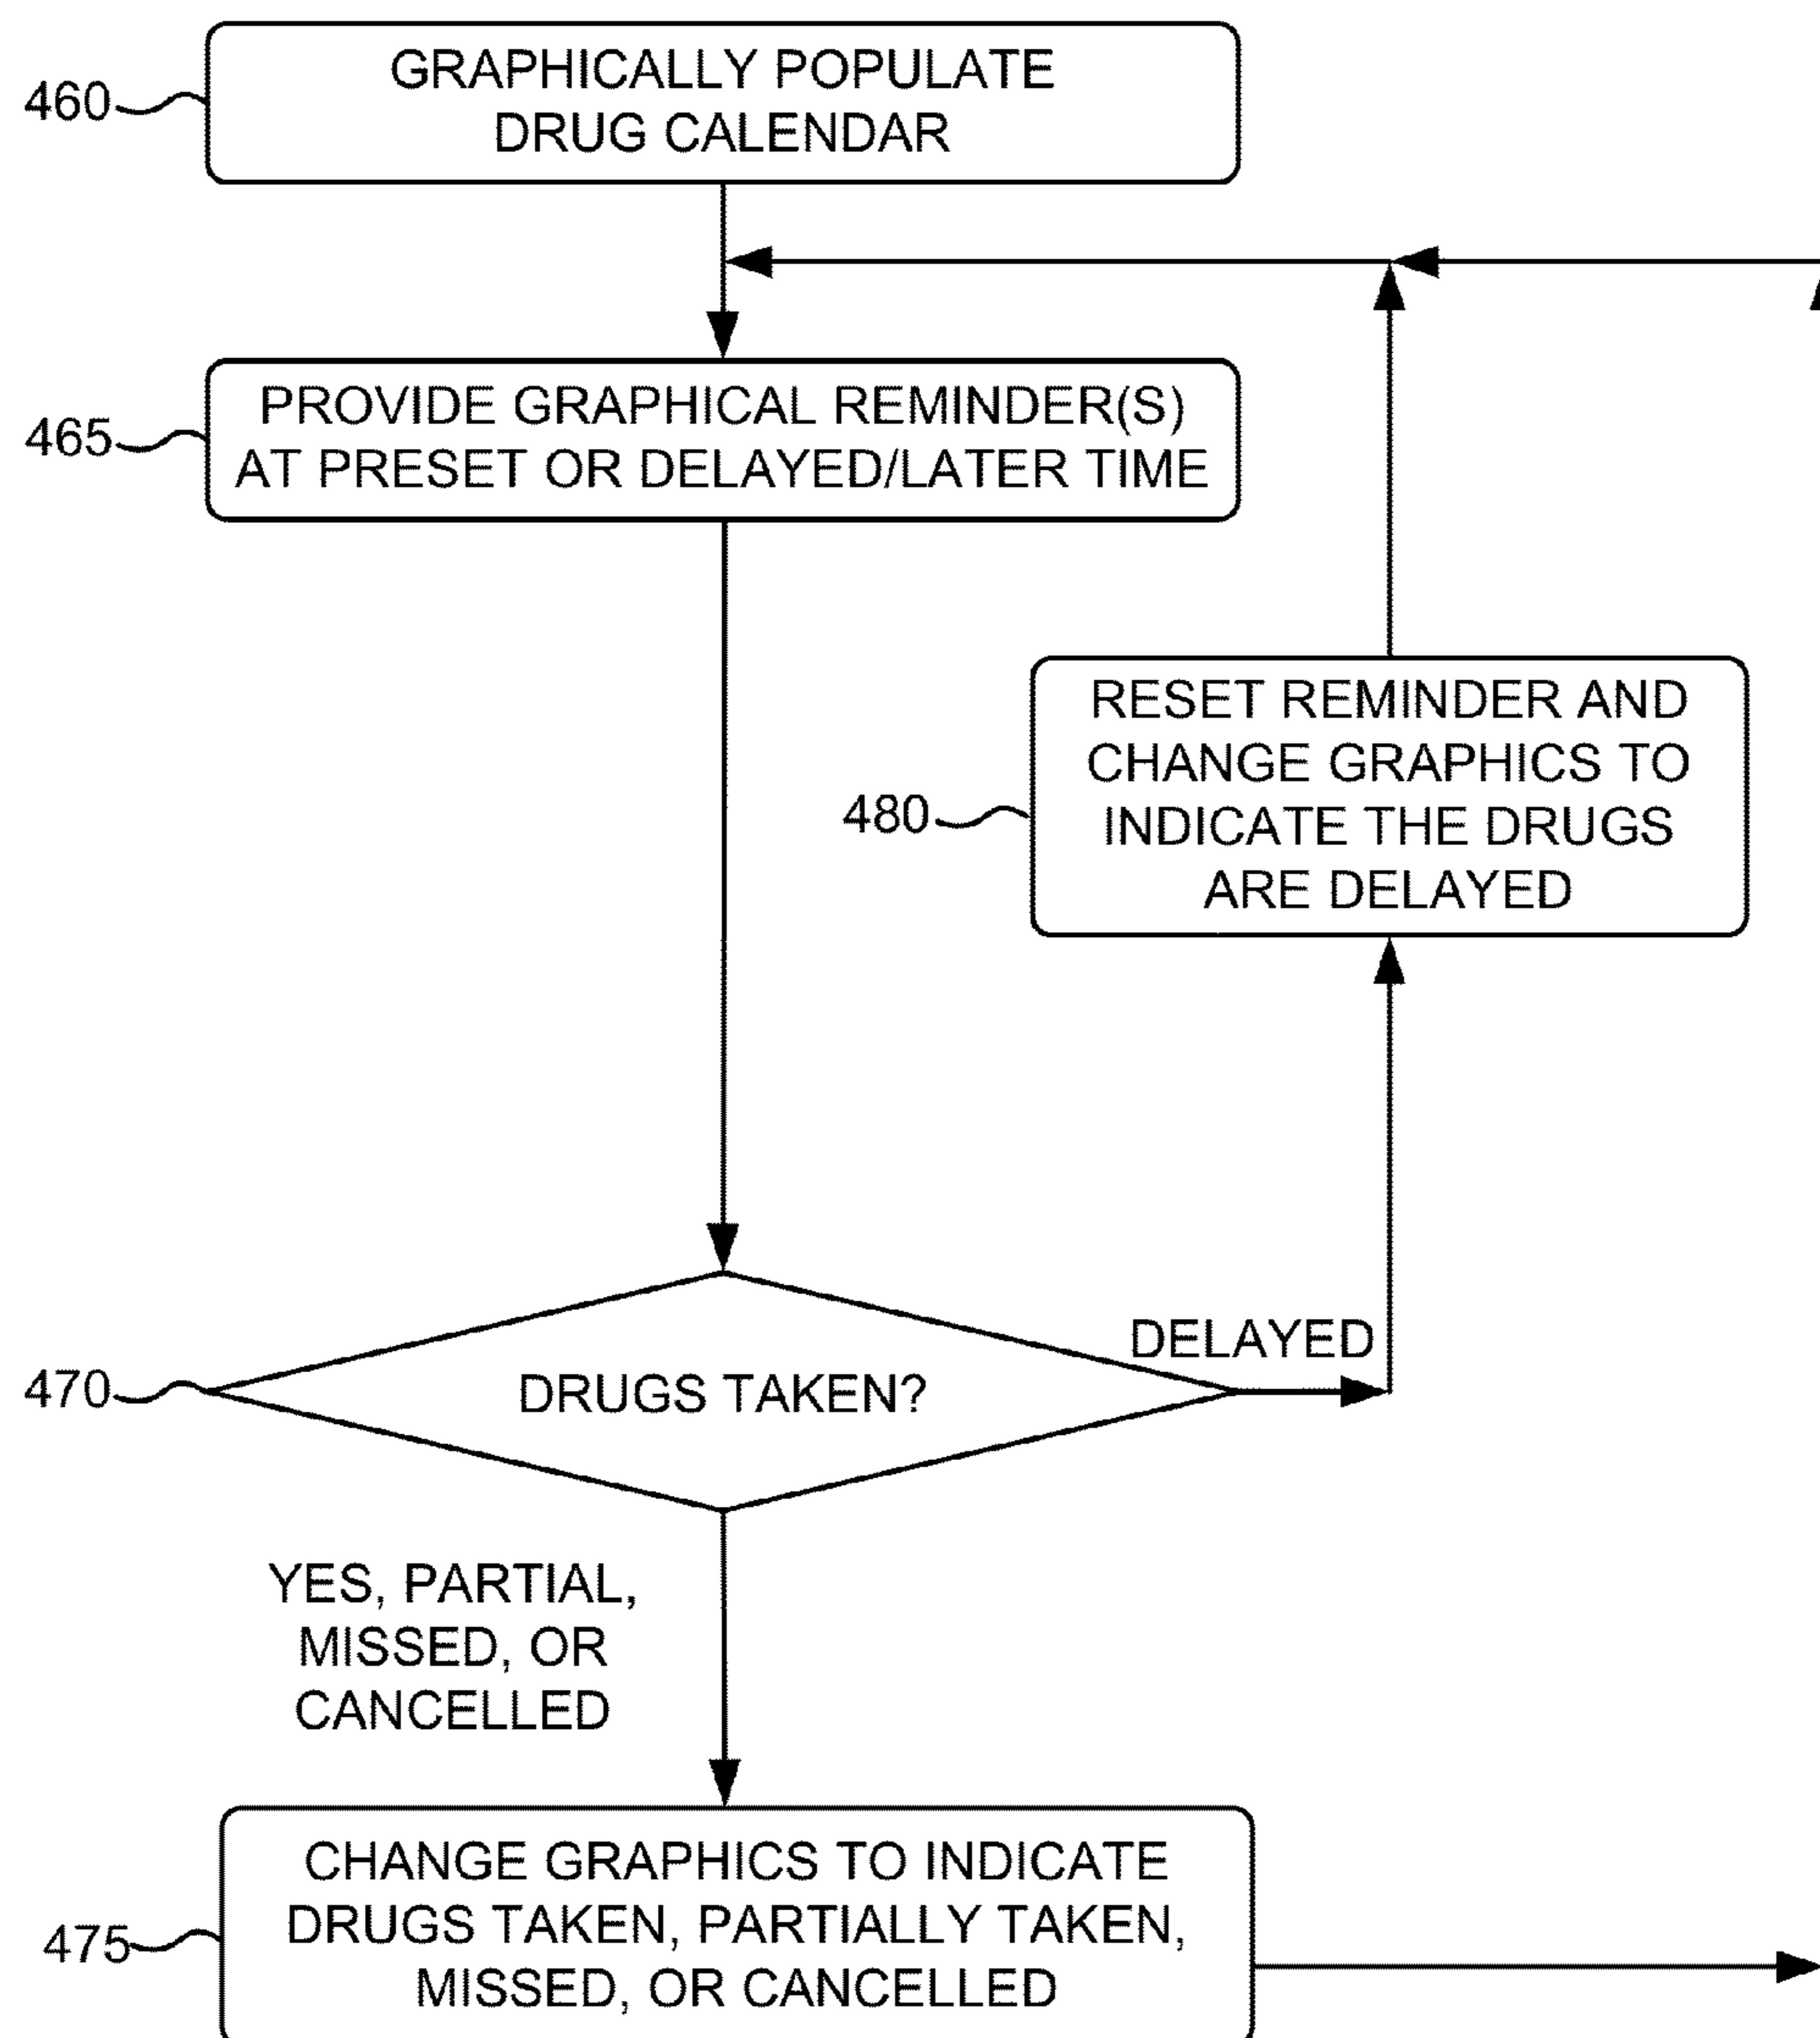 460
GRAPHICALLY POPULATE
DRUG CALENDAR
465
PROVIDE GRAPHICAL REMINDER(S)
AT PRESET OR DELAYED/LATER TIME
480
RESET REMINDER AND
CHANGE GRAPHICS TO
INDICATE THE DRUGS
ARE DELAYED
470
DRUGS TAKEN?
DELAYED
YES, PARTIAL,
MISSED, OR
CANCELLED
475
CHANGE GRAPHICS TO INDICATE
DRUGS TAKEN, PARTIALLY TAKEN,
MISSED, OR CANCELLED